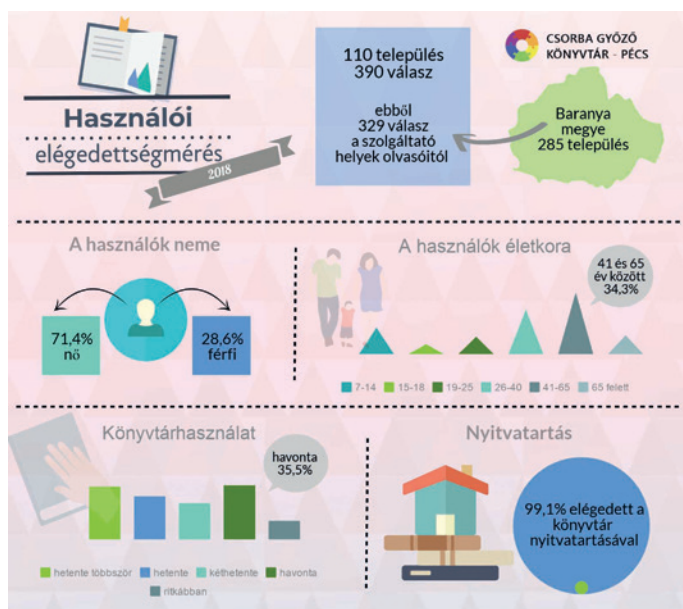 Használói
elégedettségmérés
2018
110 település
390 válasz
ebből
329 válasz
a szolgáltató
helyek olvasóitól
CSORBA GYŐZŐ
KÖNYVTÁR - PÉCS
Baranya
megye
285 település
A használók neme
71,4%
nő
28,6%
férfi
A használók életkora
41 és 65
év között
34,3%
7-14 15-18 19-25 26-40 41-65 65 felett
Könyvtárhasználat
havonta
35,5%
hetente többször hetente kéthetente havonta
ritkábban
Nyitvatartás
99,1% elégedett a
könyvtár
nyitvatartásával